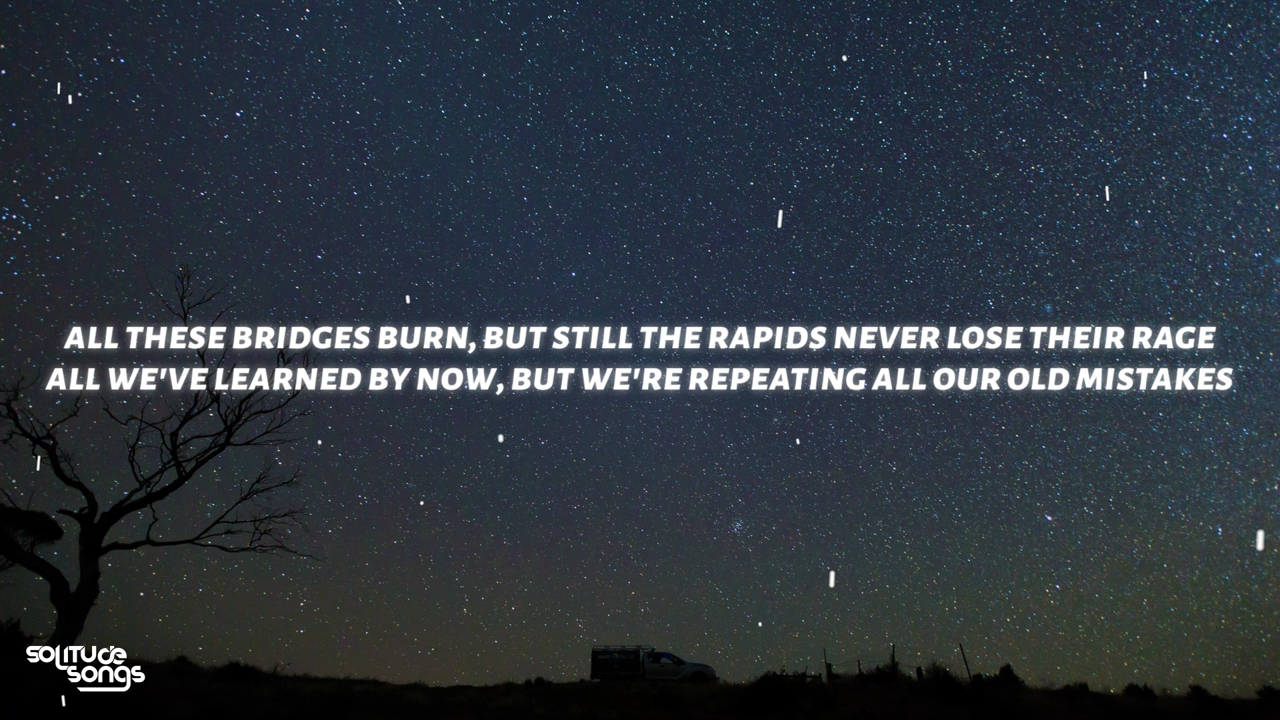 ALL THESE BRIDGES BURN, BUT STILL THE RAPIDS NEVER LOSE THEIR RAGE
ALL WE'VE LEARNED BY NOW, BUT WE'RE REPEATING ALL OUR OLD MISTAKES
solitude
songs